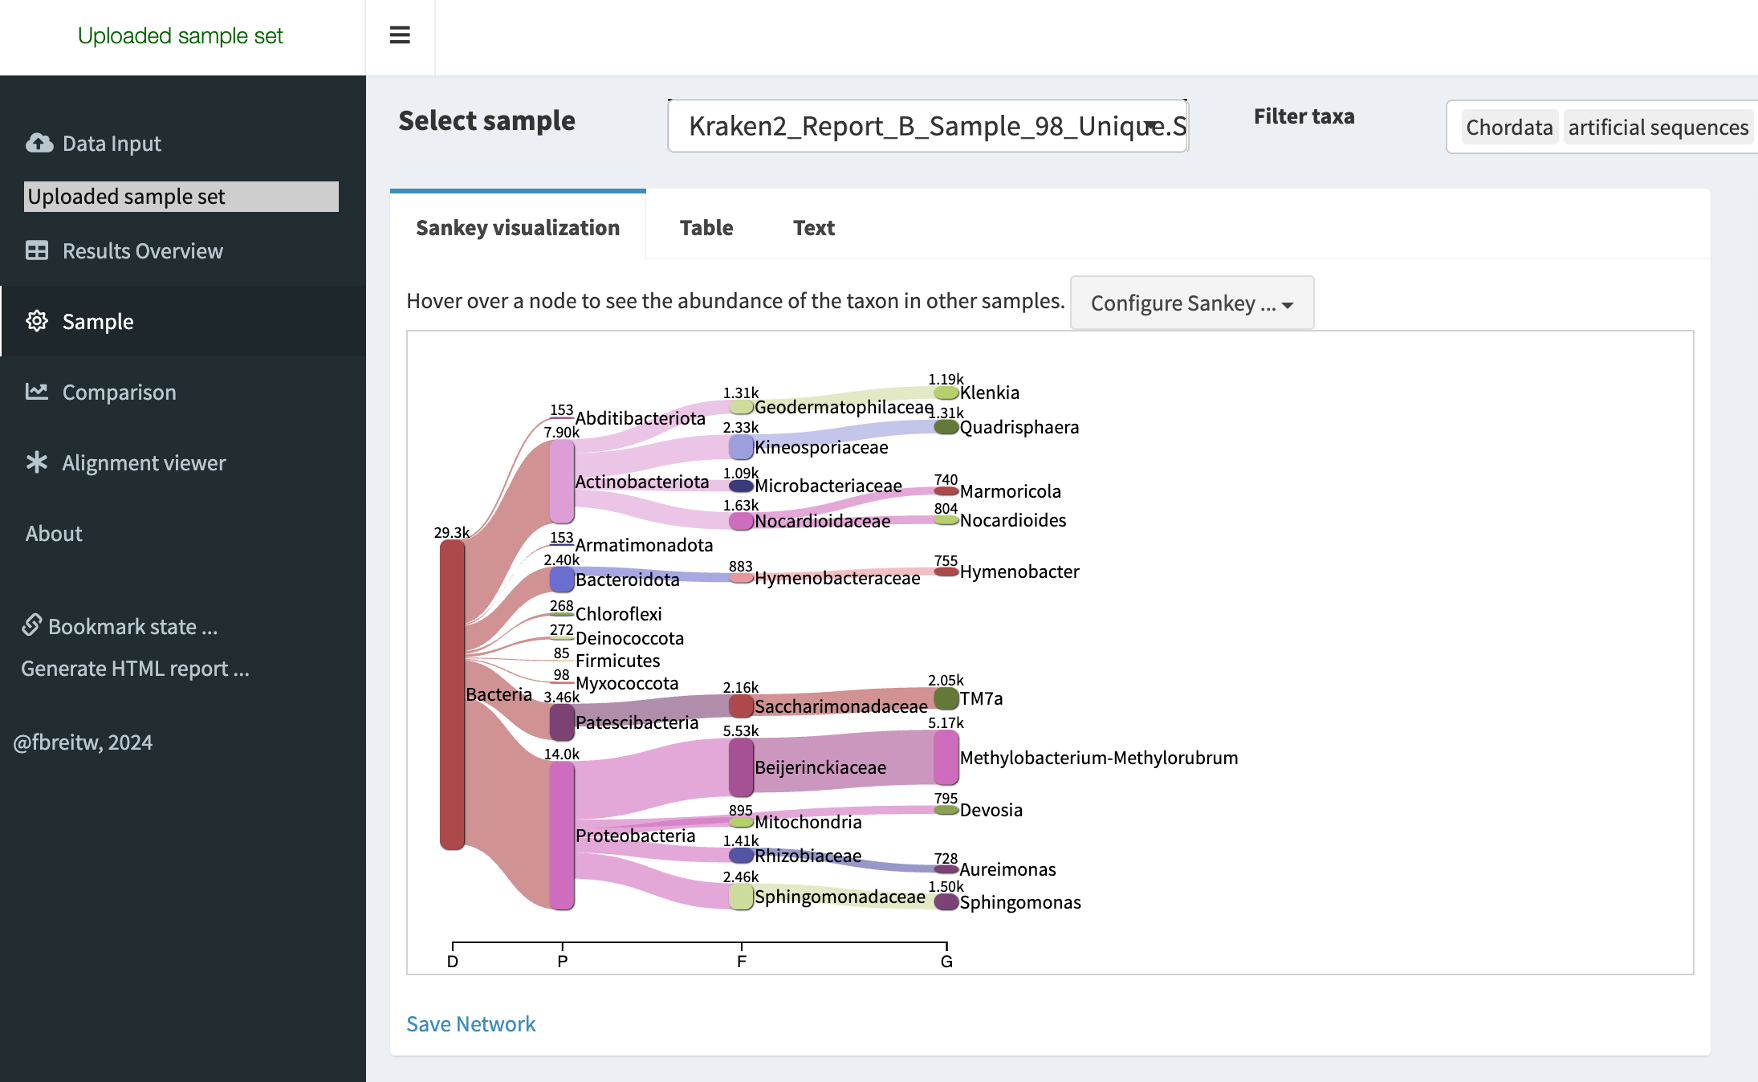 Uploaded sample set
Select sample
Kraken2_Report_B_Sample_98_Unique.S
Filter taxa
Chordata
artificial sequences
Data Input
Uploaded sample set
Results Overview
Sample
Comparison
Alignment viewer
About
Bookmark state ...
Generate HTML report ...
@fbreitw, 2024
Sankey visualization
Table
Text
Hover over a node to see the abundance of the taxon in other samples.
Configure Sankey ...
29.3k
Bacteria
153
Abditibacteriota
7.90k
Actinobacteriota
153
Armatimonadota
2.40k
Bacteroidota
268
Chloroflexi
272
Deinococcota
85
Firmicutes
98
Myxococcota
3.46k
Patescibacteria
14.0k
Proteobacteria
1.31k
Geodermatophilaceae
2.33k
Kineosporiaceae
1.09k
Microbacteriaceae
1.63k
Nocardioidaceae
883
Hymenobacteraceae
2.16k
Saccharimonadaceae
5.53k
Beijerinckiaceae
895
Mitochondria
1.41k
Rhizobiaceae
2.46k
Sphingomonadaceae
1.19k
Klenkia
1.31k
Quadrisphaera
740
Marmoricola
804
Nocardioides
755
Hymenobacter
2.05k
TM7a
5.17k
Methylobacterium-Methylorubrum
795
Devosia
728
Aureimonas
1.50k
Sphingomonas
D
P
F
G
Save Network